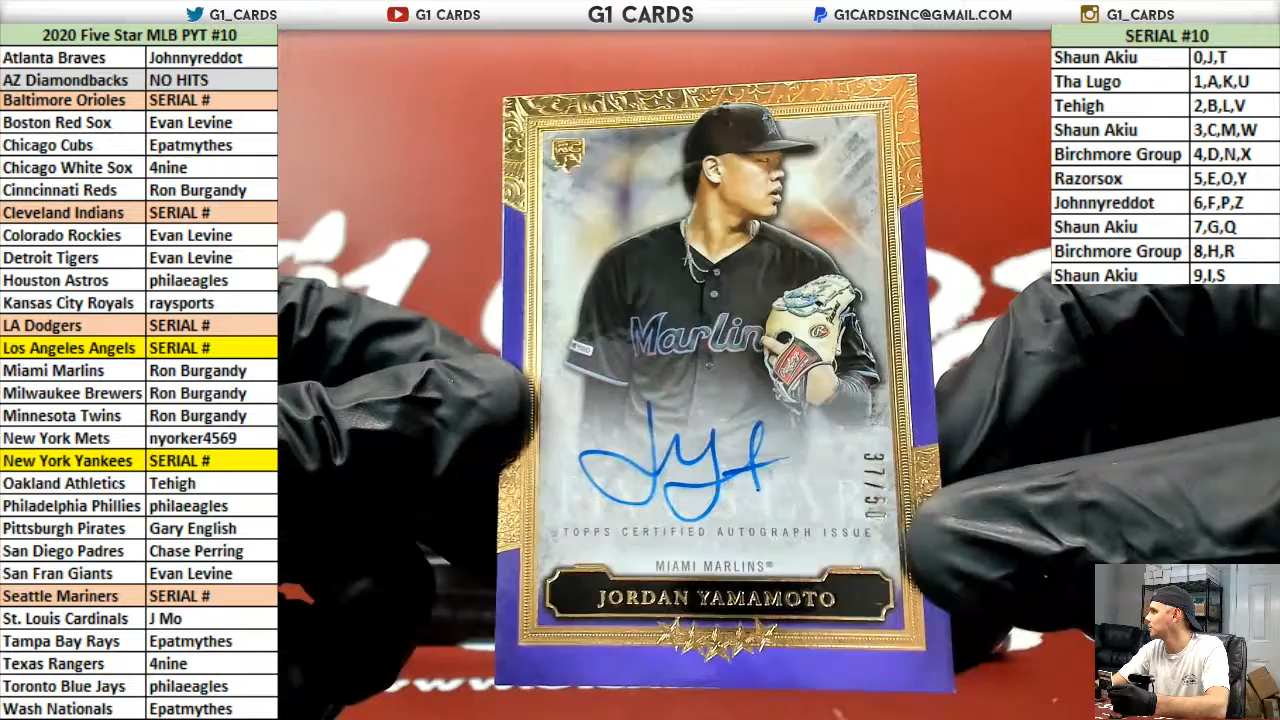 G1_CARDS
G1 CARDS
G1 CARDS
G1CARDSINC@GMAIL.COM
G1_CARDS
2020 Five Star MLB PYT #10
Atlanta Braves Johnnyreddot
AZ Diamondbacks NO HITS
Baltimore Orioles SERIAL #
Boston Red Sox Evan Levine
Chicago Cubs Epatmythes
Chicago White Sox 4nine
Cinncinnati Reds Ron Burgandy
Cleveland Indians SERIAL #
Colorado Rockies Evan Levine
Detroit Tigers Evan Levine
Houston Astros philaeagles
Kansas City Royals raysports
LA Dodgers SERIAL #
Los Angeles Angels SERIAL #
Miami Marlins Ron Burgandy
Milwaukee Brewers Ron Burgandy
Minnesota Twins Ron Burgandy
New York Mets nyorker4569
New York Yankees SERIAL #
Oakland Athletics Tehigh
Philadelphia Phillies philaeagles
Pittsburgh Pirates Gary English
San Diego Padres Chase Perring
San Fran Giants Evan Levine
Seattle Mariners SERIAL #
St. Louis Cardinals J Mo
Tampa Bay Rays Epatmythes
Texas Rangers 4nine
Toronto Blue Jays philaeagles
Wash Nationals Epatmythes
RC
Marlin
37/50
TOPPS CERTIFIED AUTOGRAPH ISSUE
MIAMI MARLINS®
JORDAN YAMAMOTO
SERIAL #10
Shaun Akiu 0,J,T
Tha Lugo 1,A,K,U
Tehigh 2,B,L,V
Shaun Akiu 3,C,M,W
Birchmore Group 4,D,N,X
Razorsox 5,E,O,Y
Johnnyreddot 6,F,P,Z
Shaun Akiu 7,G,Q
Birchmore Group 8,H,R
Shaun Akiu 9,I,S